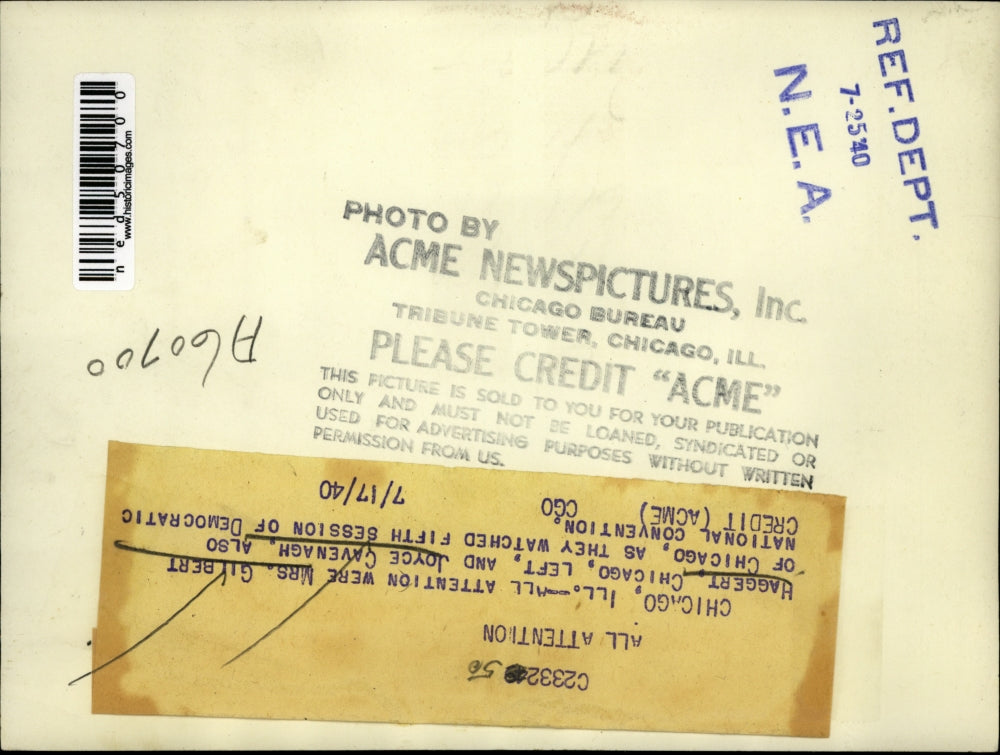 REF.DEPT.
7-25'40
N.E.A.
ned50700
www.historicimages.com
PHOTO BY
ACME NEWSPICTURES, Inc.
CHICAGO BUREAU
TRIBUNE TOWER, CHICAGO, ILL.
PLEASE CREDIT "ACME"
THIS PICTURE IS SOLD TO YOU FOR YOUR PUBLICATION
ONLY AND MUST NOT BE LOANED, SYNDICATED OR
USED FOR ADVERTISING PURPOSES WITHOUT WRITTEN
PERMISSION FROM US.
A60700
ALL ATTENTION
CHICAGO, ILL.--ALL ATTENTION WERE MRS. GILBERT
HAGGERT, CHICAGO, LEFT, AND JOYCE CAVENAGH, ALSO
OF CHICAGO, AS THEY WATCHED FIFTH SESSION OF DEMOCRATIC
NATIONAL CONVENTION.
CREDIT (ACME) CGO 7/17/40